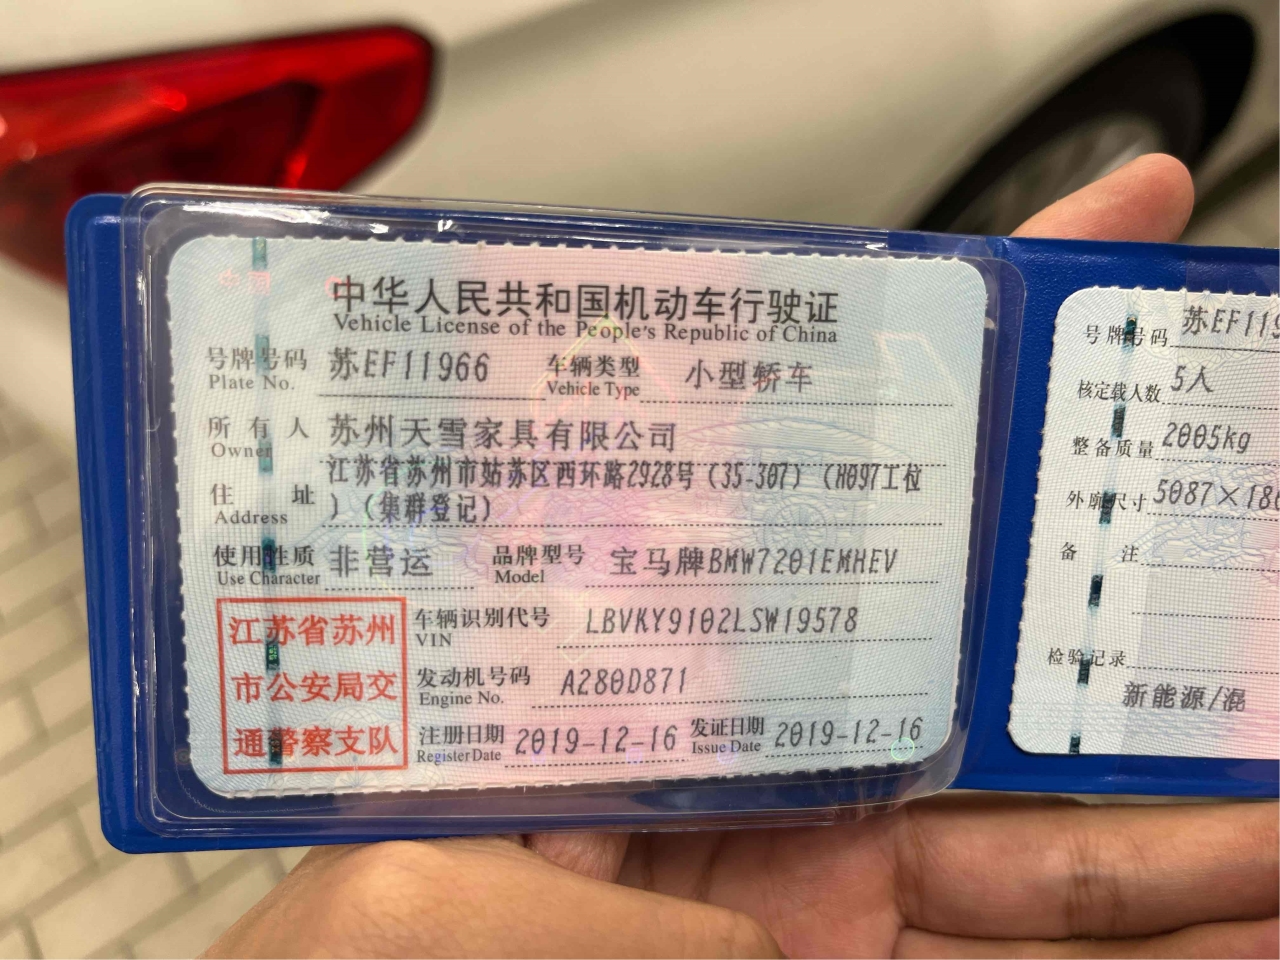 中华人民共和国机动车行驶证
Vehicle License of the People's Republic of China
号牌号码 苏EF11966 车辆类型 小型轿车
Plate No. Vehicle Type
所有人 苏州天雪家具有限公司
Owner
江苏省苏州市姑苏区西环路2928号(35-307)(H097工位
住址 )(集群登记)
Address
使用性质 非营运 品牌型号 宝马牌BMW7201EMHEV
Use Character Model
江苏省苏州
市公安局交
通警察支队
车辆识别代号 LBVKY9102LSW19578
VIN
发动机号码 A280D871
Engine No.
注册日期 2019-12-16 发证日期 2019-12-16
Register Date Issue Date
号牌号码 苏EF119
核定载人数 5人
整备质量 2005kg
外廓尺寸 5087×18
备注
检验记录
新能源/混